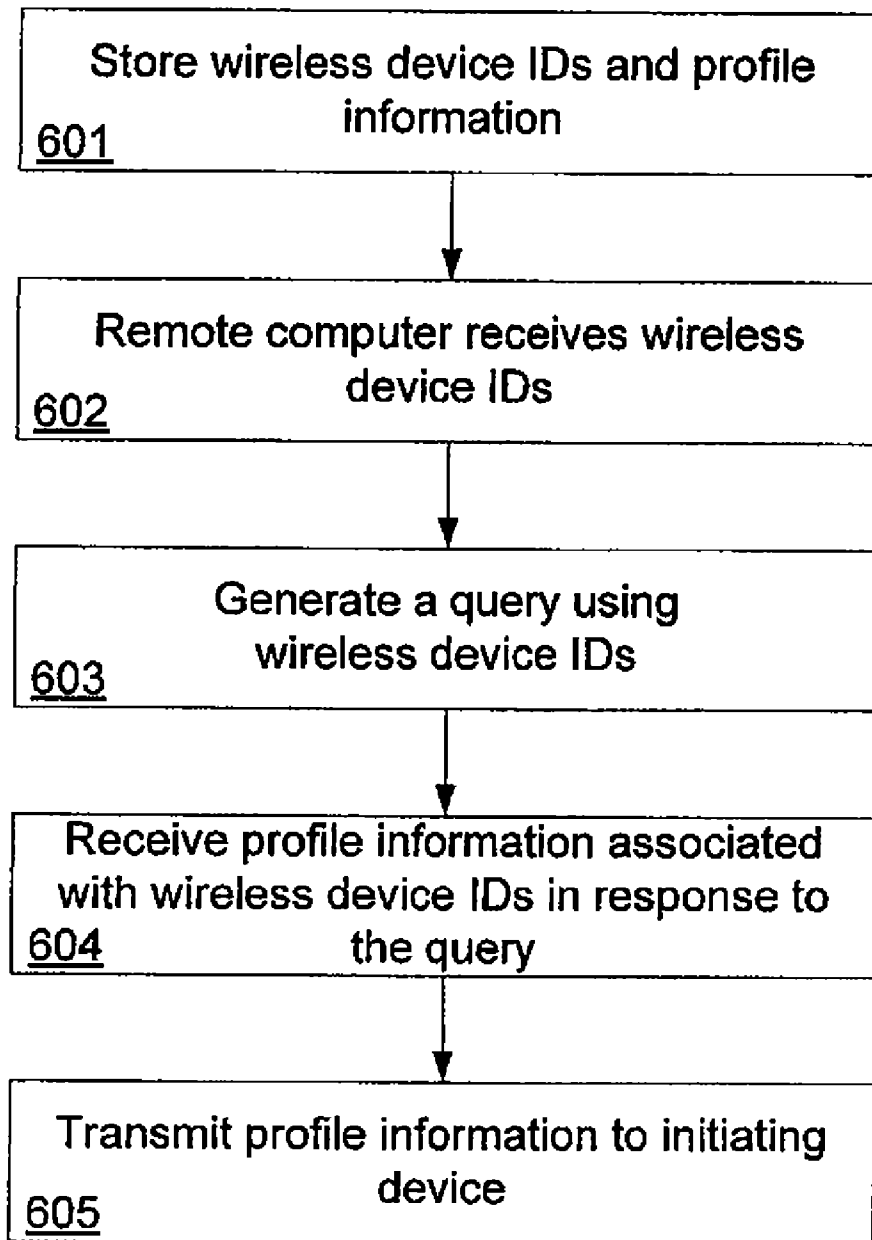 Store wireless device IDs and profile
information
601
Remote computer receives wireless
device IDs
602
Generate a query using
wireless device IDs
603
Receive profile information associated
with wireless device IDs in response to
the query
604
Transmit profile information to initiating
device
605